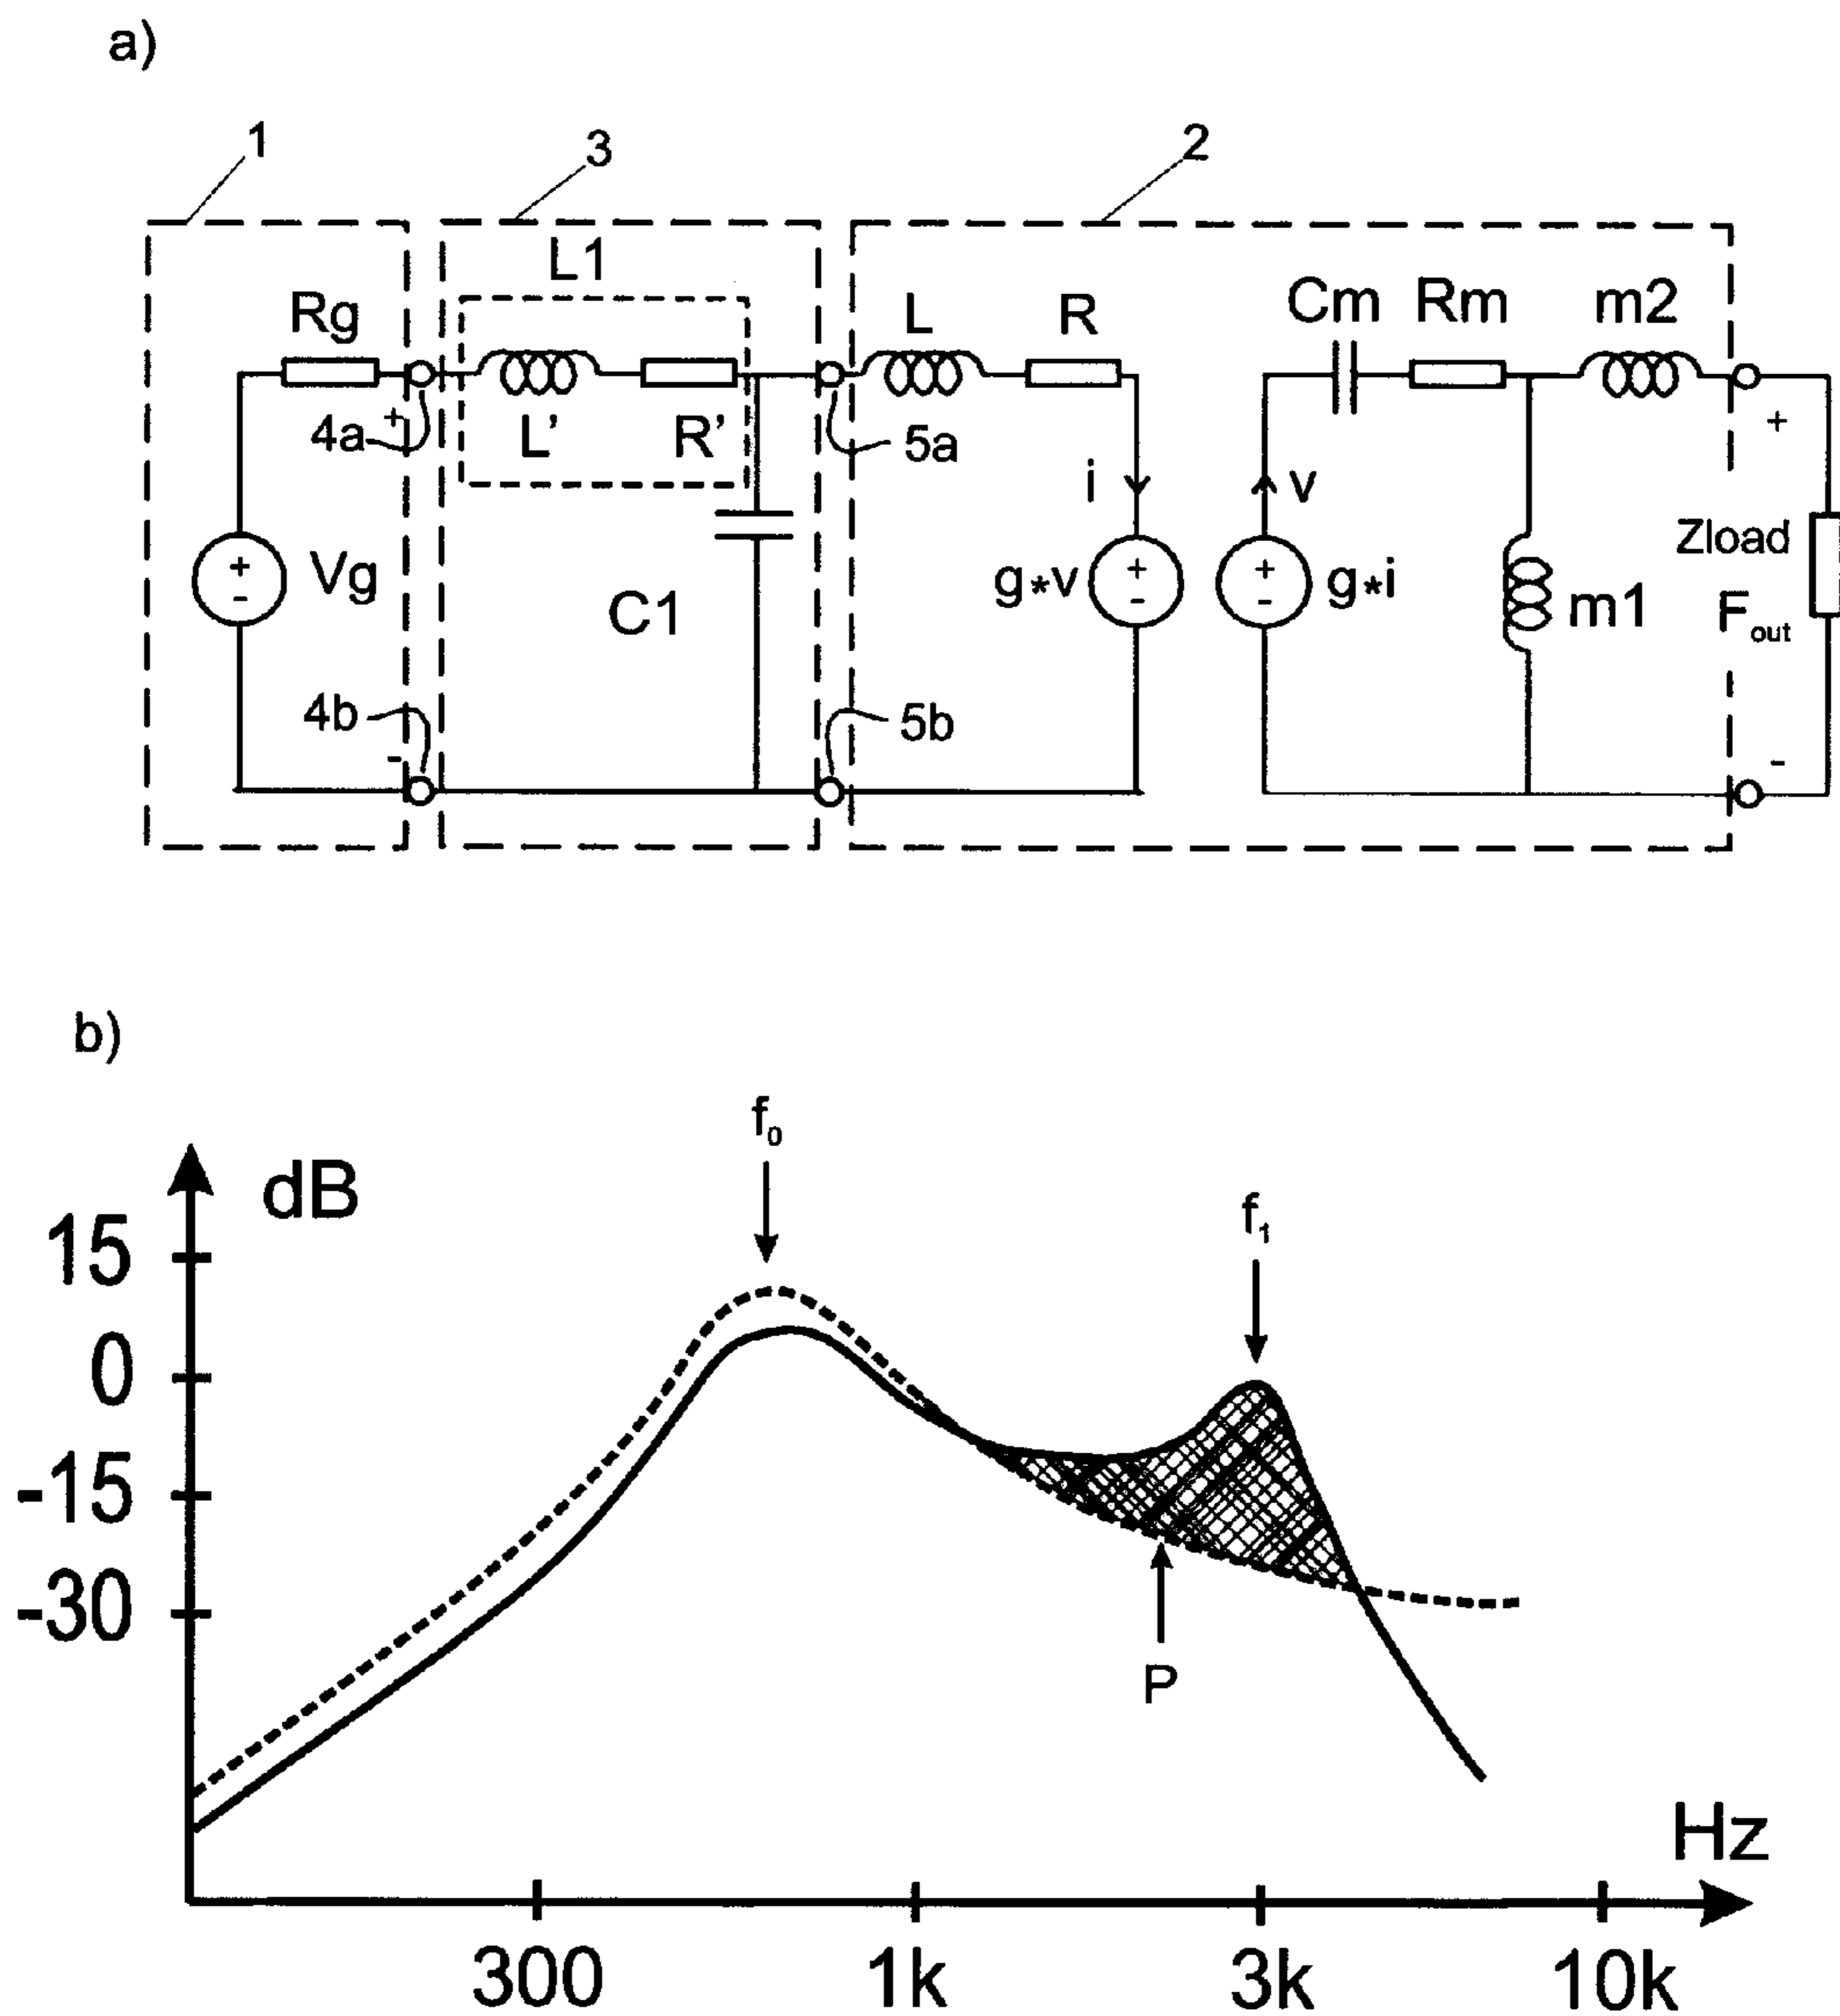 a)
1
3
2
L1
Rg
L
R
Cm
Rm
m2
4a
+
L'
R'
5a
i
v
+
Vg
C1
g*v
g*i
m1
Zload
Fout
+
-
+
-
+
-
4b
5b
-
-
b)
f0
dB
f1
15
0
-15
-30
P
Hz
300
1k
3k
10k